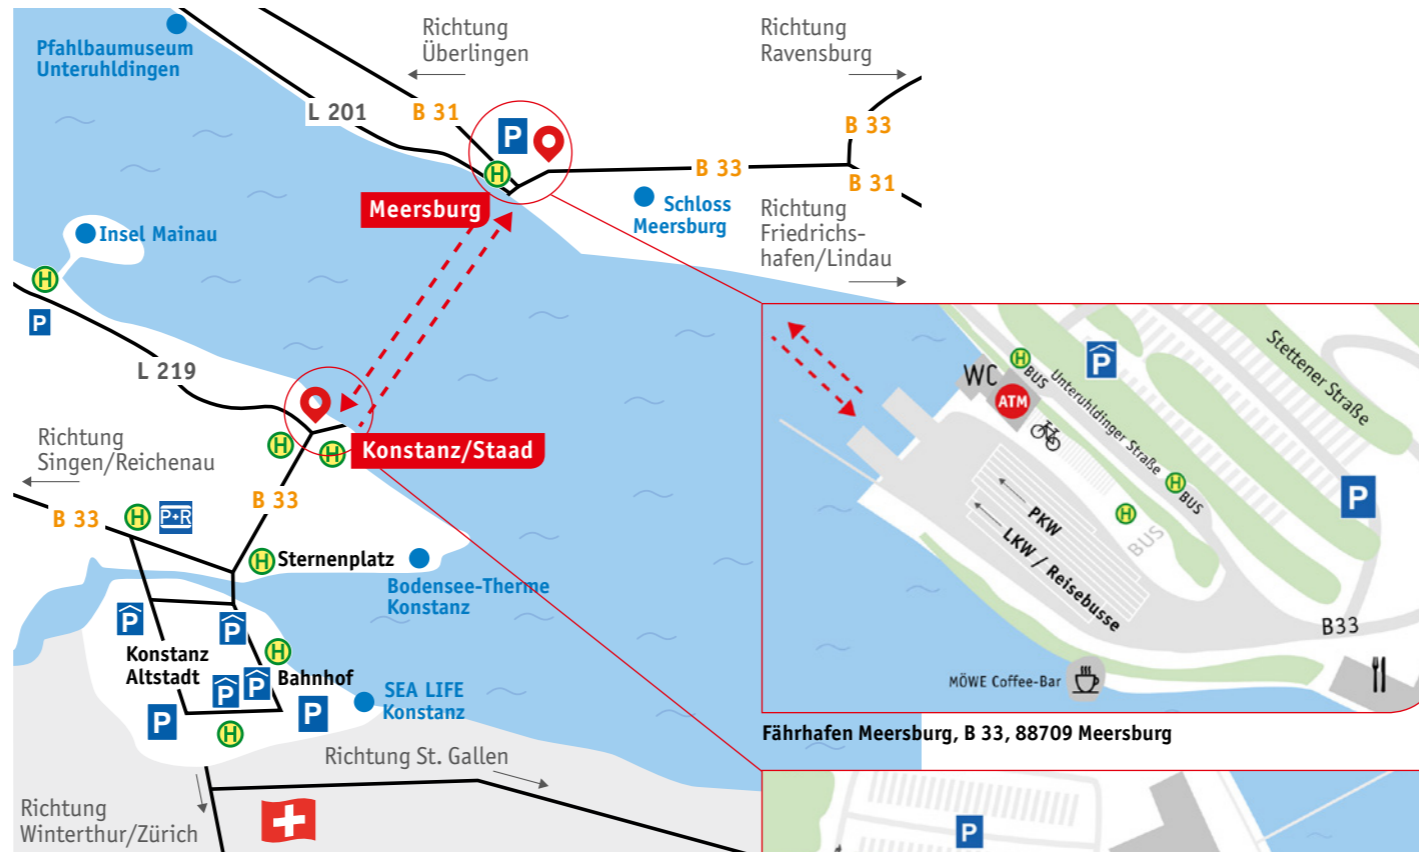 Pfahlbaumuseum
Unteruhldingen
Richtung
Überlingen
Richtung
Ravensburg
L 201
B 31
P
H
B 33
B 33
B 31
Meersburg
Schloss
Meersburg
Richtung
Friedrichs-
hafen/Lindau
Insel Mainau
H
P
L 219
Richtung
Singen/Reichenau
H
H
Konstanz/Staad
B 33
B 33
H
P+R
H
Sternenplatz
Bodensee-Therme
Konstanz
P
P
Konstanz
Altstadt
H
Bahnhof
P
P
P
P
H
SEA LIFE
Konstanz
Richtung St. Gallen
Richtung
Winterthur/Zürich
WC
ATM
H
BUS
P
Unteruhldinger Straße
Stettener Straße
H
BUS
H
BUS
P
PKW
LKW / Reisebusse
B33
MÖWE Coffee-Bar
Fährhafen Meersburg, B 33, 88709 Meersburg
P